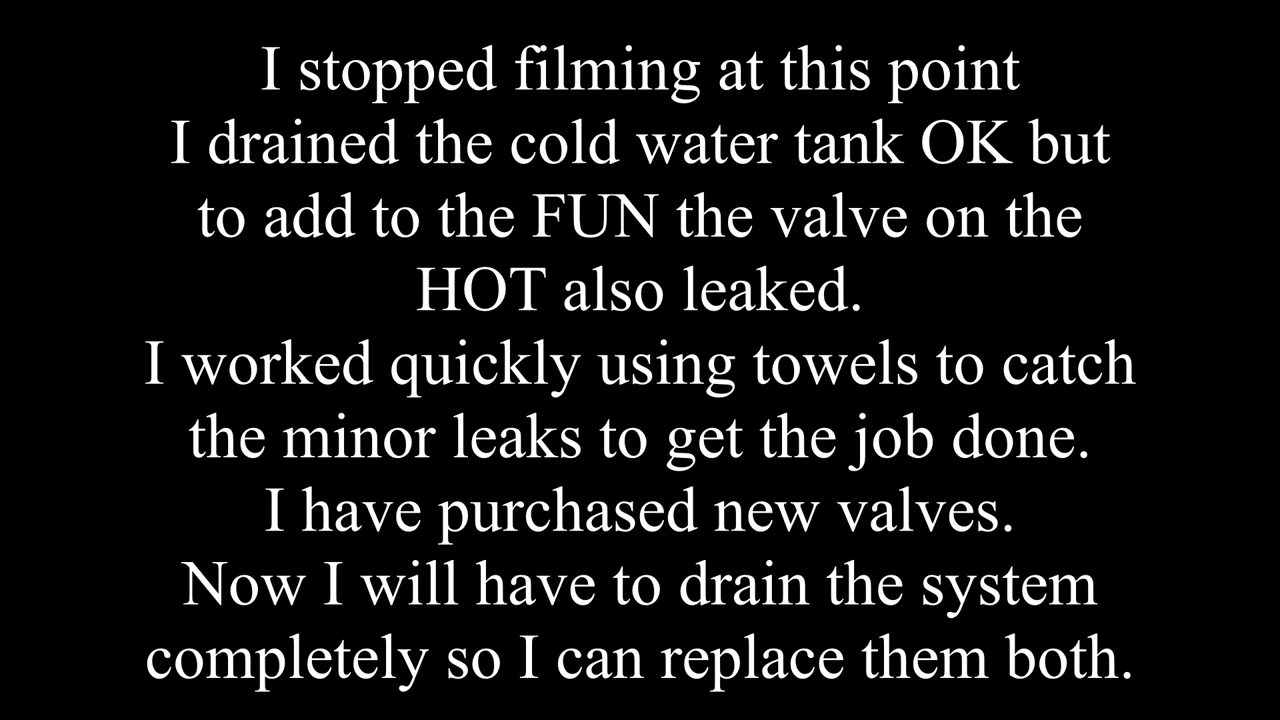 I stopped filming at this point
I drained the cold water tank OK but
to add to the FUN the valve on the
HOT also leaked.
I worked quickly using towels to catch
the minor leaks to get the job done.
I have purchased new valves.
Now I will have to drain the system
completely so I can replace them both.